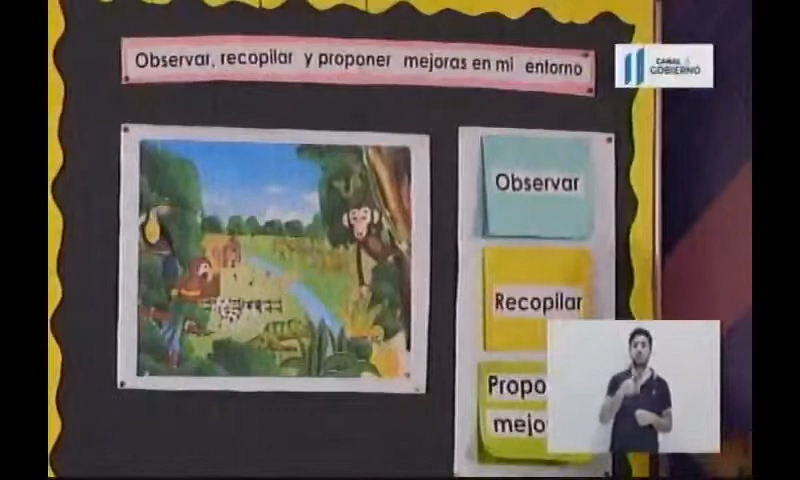 Observar, recopilar y proponer mejoras en mi entorno
CANAL
GOBIERNO
Observar
Recopilar
Propo
mejo